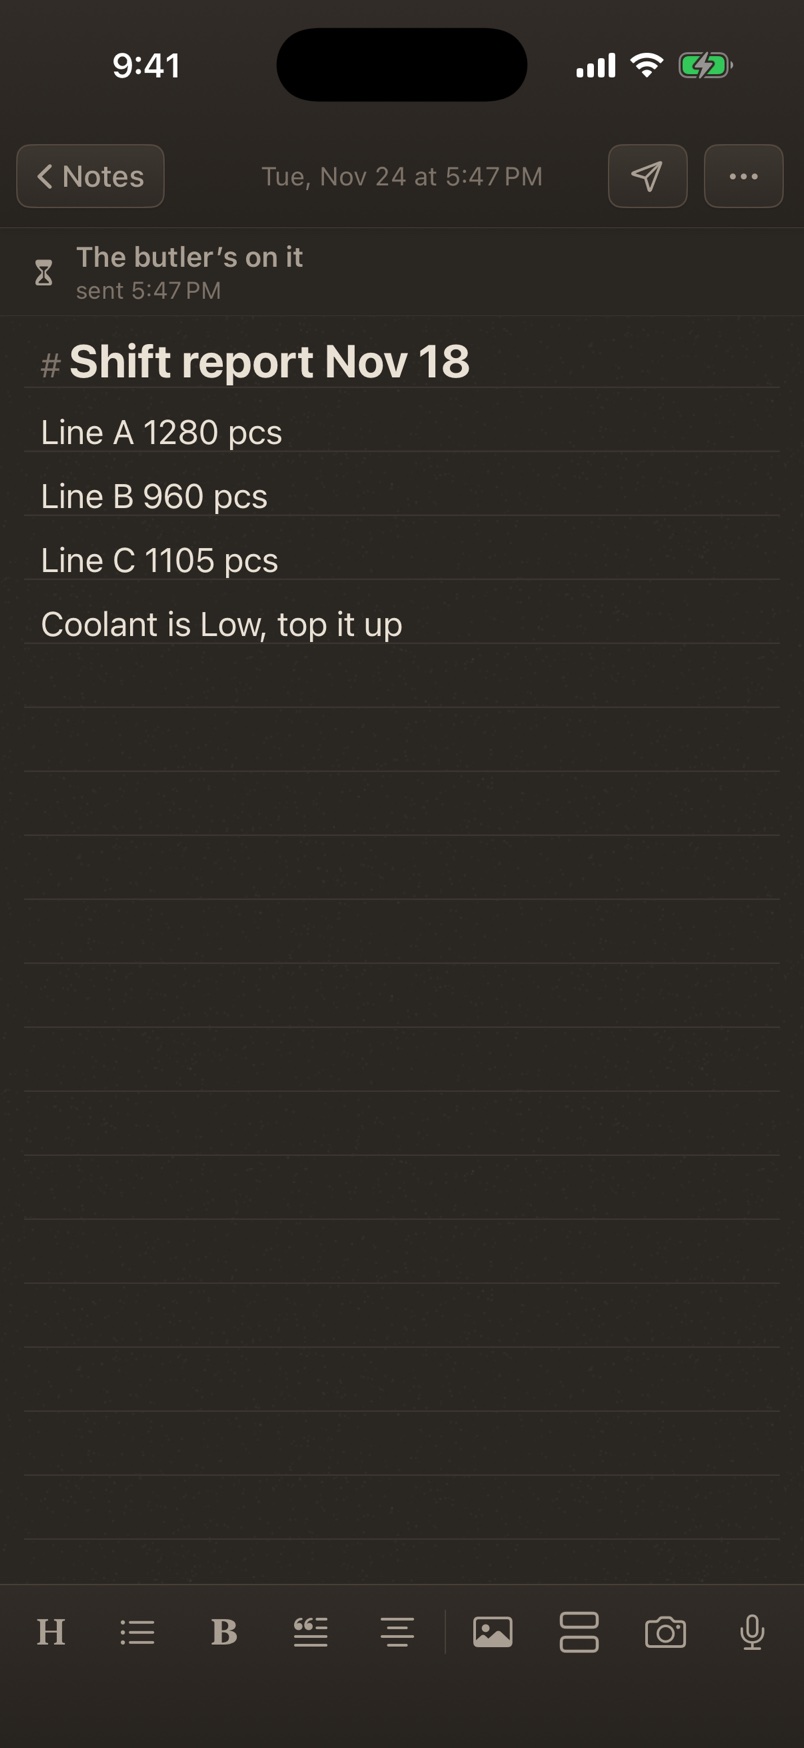 9:41
Notes
Tue, Nov 24 at 5:47 PM
The butler's on it
sent 5:47 PM
# Shift report Nov 18
Line A 1280 pcs
Line B 960 pcs
Line C 1105 pcs
Coolant is Low, top it up
H
B